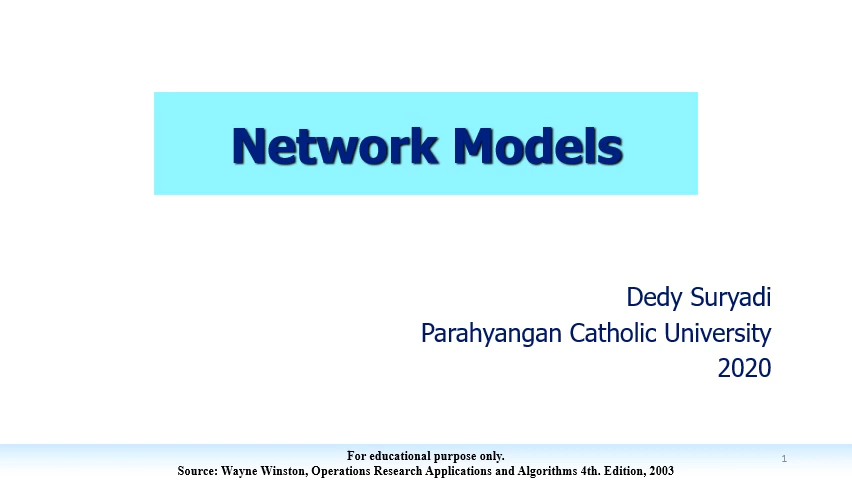 Network Models
Dedy Suryadi
Parahyangan Catholic University
2020
For educational purpose only.
Source: Wayne Winston, Operations Research Applications and Algorithms 4th. Edition, 2003
1